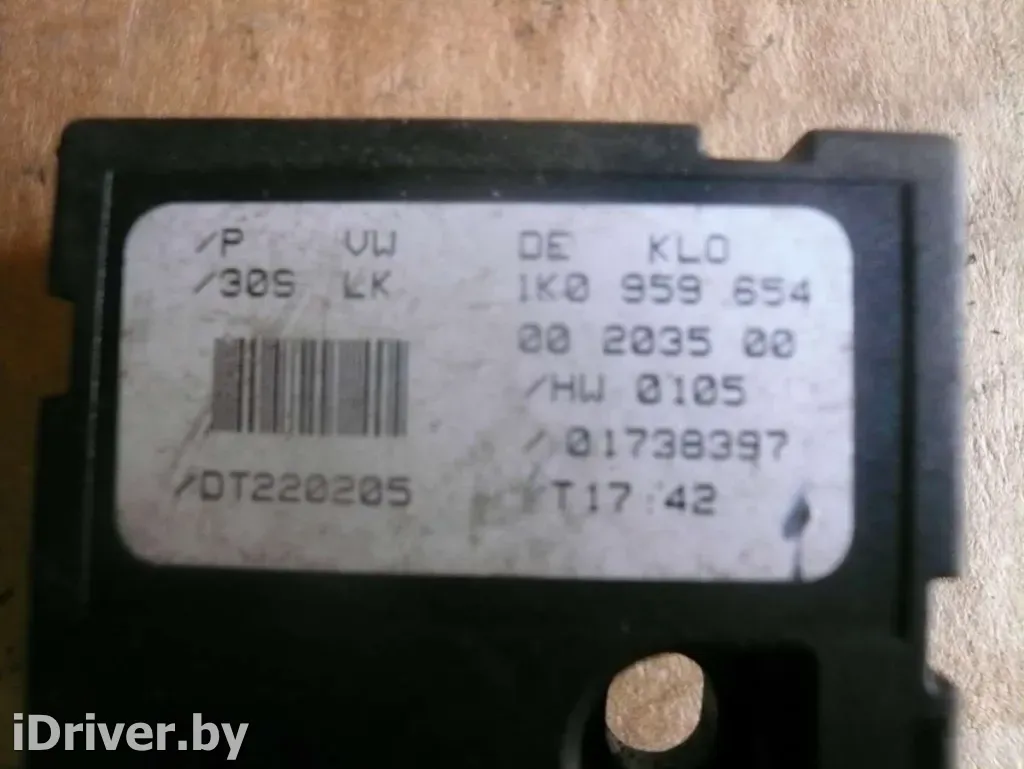 /P VW DE KLO
/30S LK 1K0 959 654
00 2035 00
/HW 0105
/ 01738397
/DT220205 /T17:42
iDriver.by